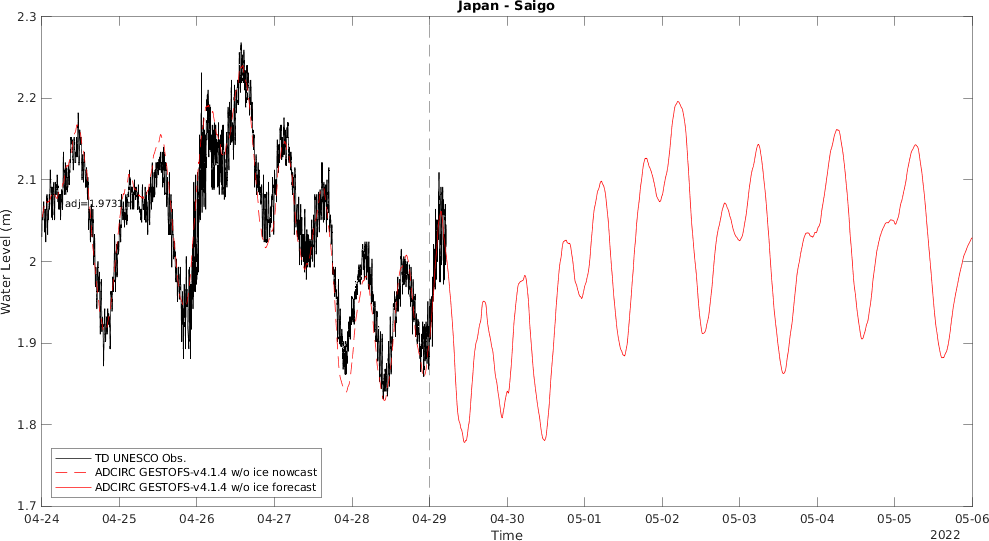 Japan - Saigo
2.3
2.2
2.1
2
1.9
1.8
1.7
Water Level (m)
adj=1.9731
TD UNESCO Obs.
ADCIRC GESTOFS-v4.1.4 w/o ice nowcast
ADCIRC GESTOFS-v4.1.4 w/o ice forecast
04-24 04-25 04-26 04-27 04-28 04-29 04-30 05-01 05-02 05-03 05-04 05-05 05-06
Time
2022